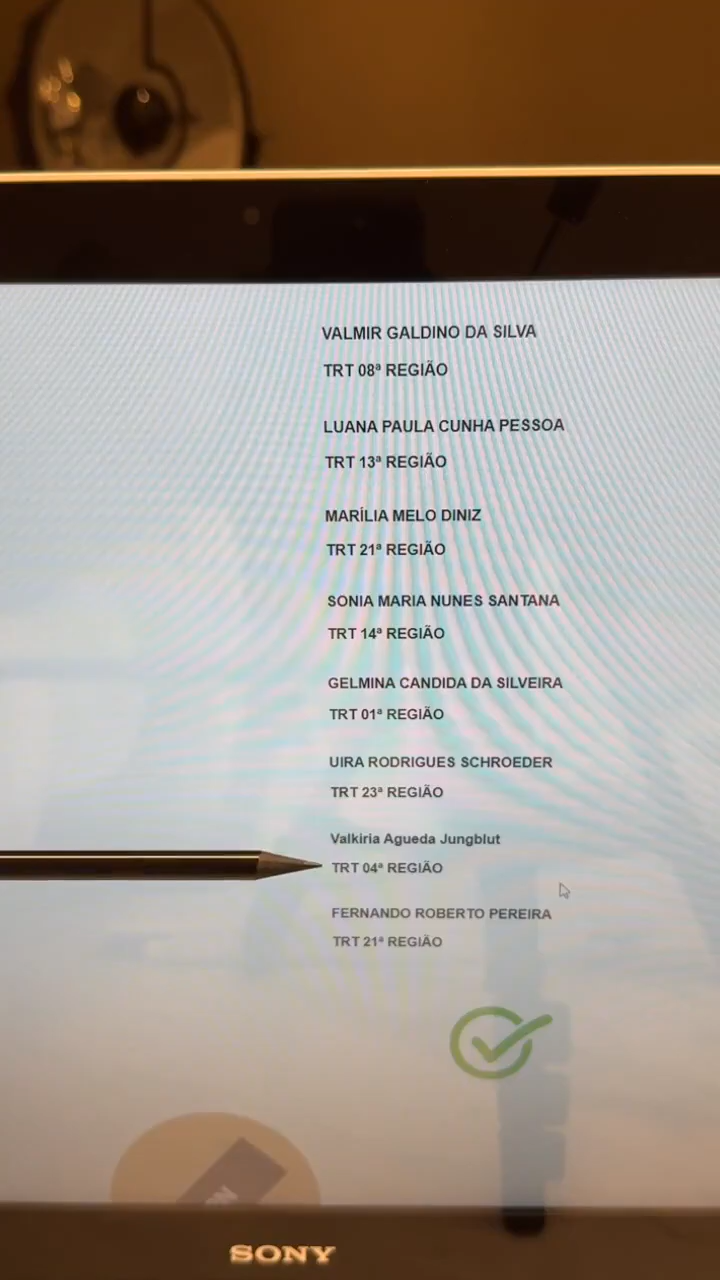 VALMIR GALDINO DA SILVA
TRT 08ª REGIÃO
LUANA PAULA CUNHA PESSOA
TRT 13ª REGIÃO
MARÍLIA MELO DINIZ
TRT 21ª REGIÃO
SONIA MARIA NUNES SANTANA
TRT 14ª REGIÃO
GELMINA CANDIDA DA SILVEIRA
TRT 01ª REGIÃO
UIRA RODRIGUES SCHROEDER
TRT 23ª REGIÃO
Valkiria Agueda Jungblut
TRT 04ª REGIÃO
FERNANDO ROBERTO PEREIRA
TRT 21ª REGIÃO
SONY